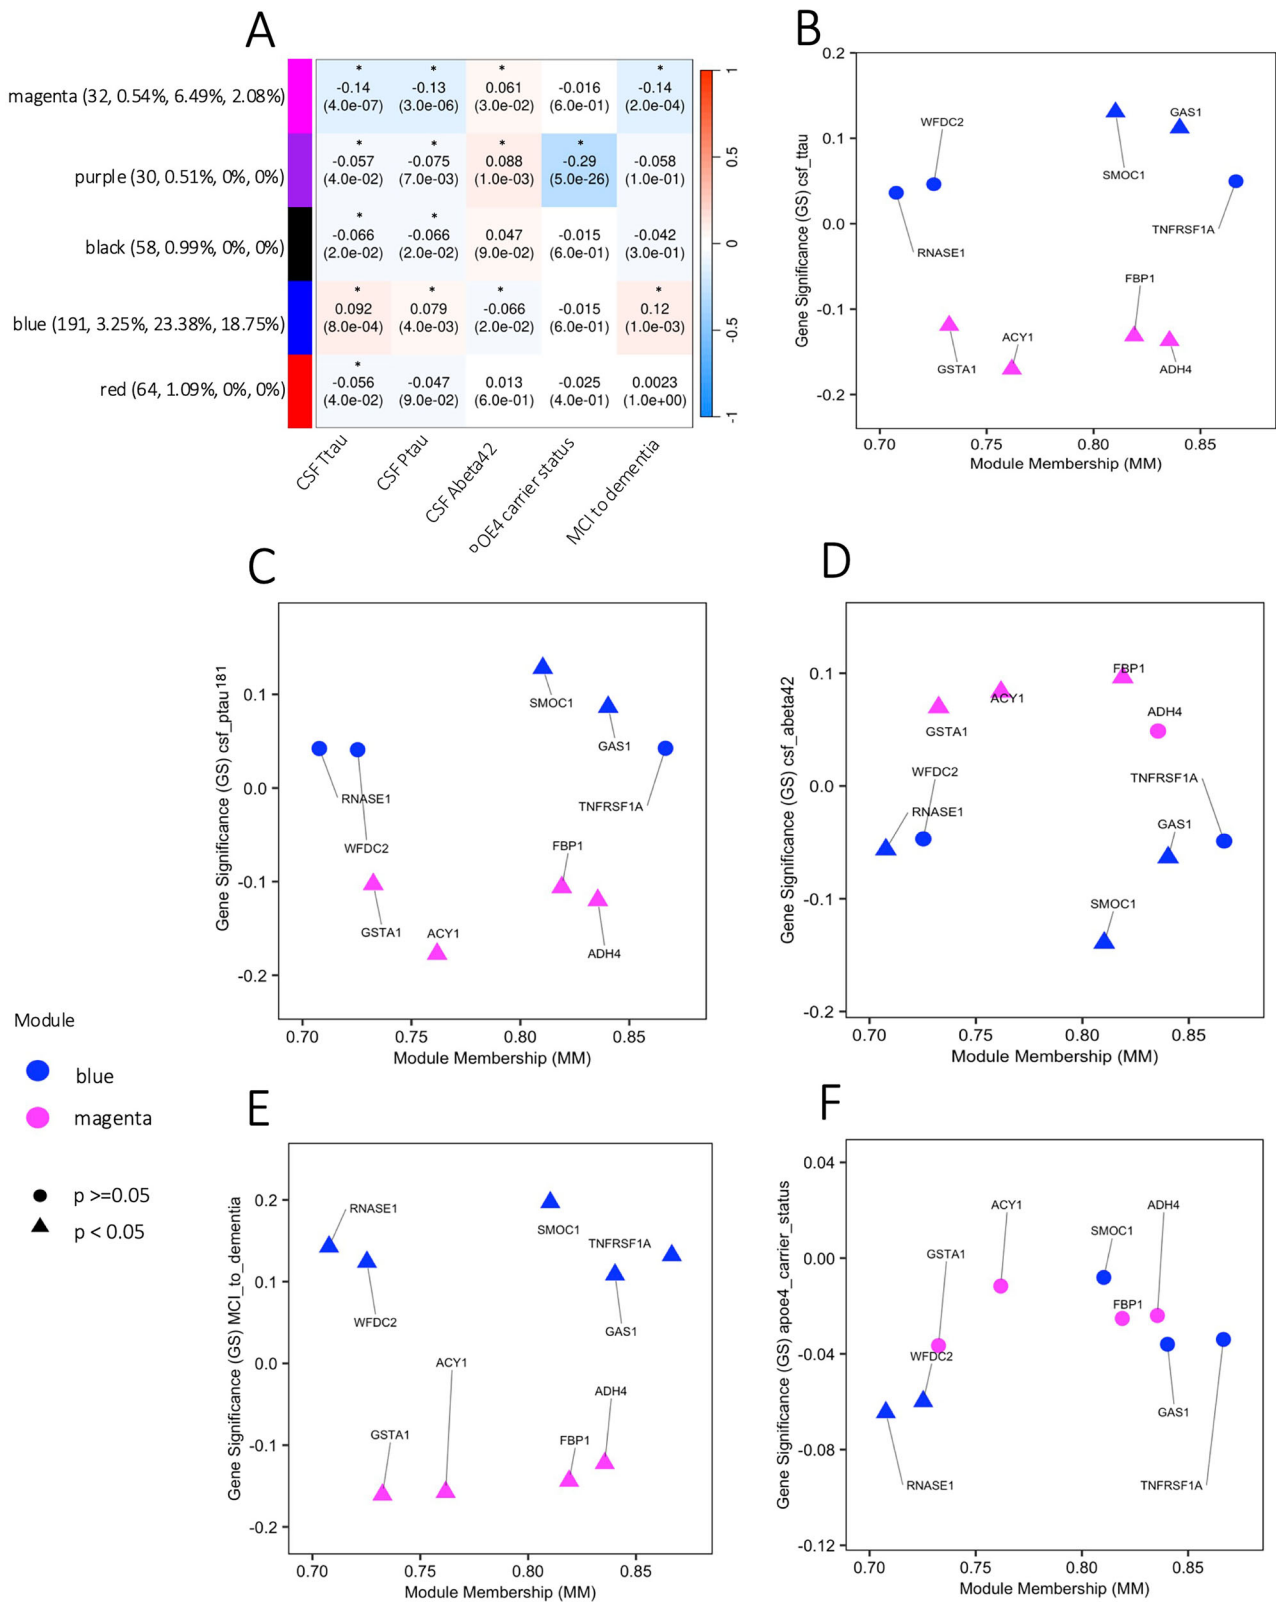 A
magenta (32, 0.54%, 6.49%, 2.08%)
purple (30, 0.51%, 0%, 0%)
black (58, 0.99%, 0%, 0%)
blue (191, 3.25%, 23.38%, 18.75%)
red (64, 1.09%, 0%, 0%)
* * * *
-0.14 -0.13 0.061 -0.016 -0.14
(4.0e-07) (3.0e-06) (3.0e-02) (6.0e-01) (2.0e-04)
* * * *
-0.057 -0.075 0.088 -0.29 -0.058
(4.0e-02) (7.0e-03) (1.0e-03) (5.0e-26) (1.0e-01)
* *
-0.066 -0.066 0.047 -0.015 -0.042
(2.0e-02) (2.0e-02) (9.0e-02) (6.0e-01) (3.0e-01)
* * * *
0.092 0.079 -0.066 -0.015 0.12
(8.0e-04) (4.0e-03) (2.0e-02) (6.0e-01) (1.0e-03)
*
-0.056 -0.047 0.013 -0.025 0.0023
(4.0e-02) (9.0e-02) (6.0e-01) (4.0e-01) (1.0e+00)
1
0.5
0
-0.5
-1
CSF Ttau
CSF Ptau
CSF Abeta42
POE4 carrier status
MCI to dementia
B
Gene Significance (GS) csf_ttau
0.2
0.1
0.0
-0.1
-0.2
WFDC2
GAS1
SMOC1
TNFRSF1A
RNASE1
FBP1
ACY1
GSTA1
ADH4
0.70 0.75 0.80 0.85
Module Membership (MM)
C
Gene Significance (GS) csf_ptau181
0.1
0.0
-0.1
-0.2
SMOC1
GAS1
RNASE1
TNFRSF1A
WFDC2
FBP1
GSTA1
ACY1
ADH4
0.70 0.75 0.80 0.85
Module Membership (MM)
D
Gene Significance (GS) csf_abeta42
0.1
0.0
-0.1
-0.2
FBP1
ACY1
ADH4
GSTA1
WFDC2
TNFRSF1A
RNASE1
GAS1
SMOC1
0.70 0.75 0.80 0.85
Module Membership (MM)
Module
blue
magenta
p >=0.05
p < 0.05
E
Gene Significance (GS) MCI_to_dementia
0.2
0.1
0.0
-0.1
-0.2
RNASE1
SMOC1
TNFRSF1A
WFDC2
GAS1
ACY1
ADH4
GSTA1
FBP1
0.70 0.75 0.80 0.85
Module Membership (MM)
F
Gene Significance (GS) apoe4_carrier_status
0.04
0.00
-0.04
-0.08
-0.12
ACY1
ADH4
SMOC1
GSTA1
FBP1
WFDC2
GAS1
RNASE1
TNFRSF1A
0.70 0.75 0.80 0.85
Module Membership (MM)